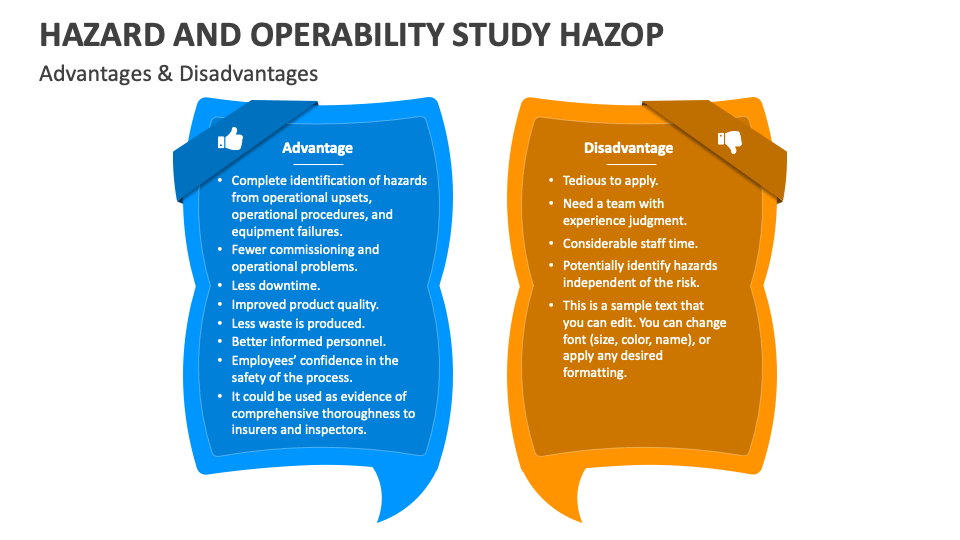 HAZARD AND OPERABILITY STUDY HAZOP
Advantages & Disadvantages
Advantage
• Complete identification of hazards
from operational upsets,
operational procedures, and
equipment failures.
• Fewer commissioning and
operational problems.
• Less downtime.
• Improved product quality.
• Less waste is produced.
• Better informed personnel.
• Employees’ confidence in the
safety of the process.
• It could be used as evidence of
comprehensive thoroughness to
insurers and inspectors.
Disadvantage
• Tedious to apply.
• Need a team with
experience judgment.
• Considerable staff time.
• Potentially identify hazards
independent of the risk.
• This is a sample text that
you can edit. You can change
font (size, color, name), or
apply any desired
formatting.